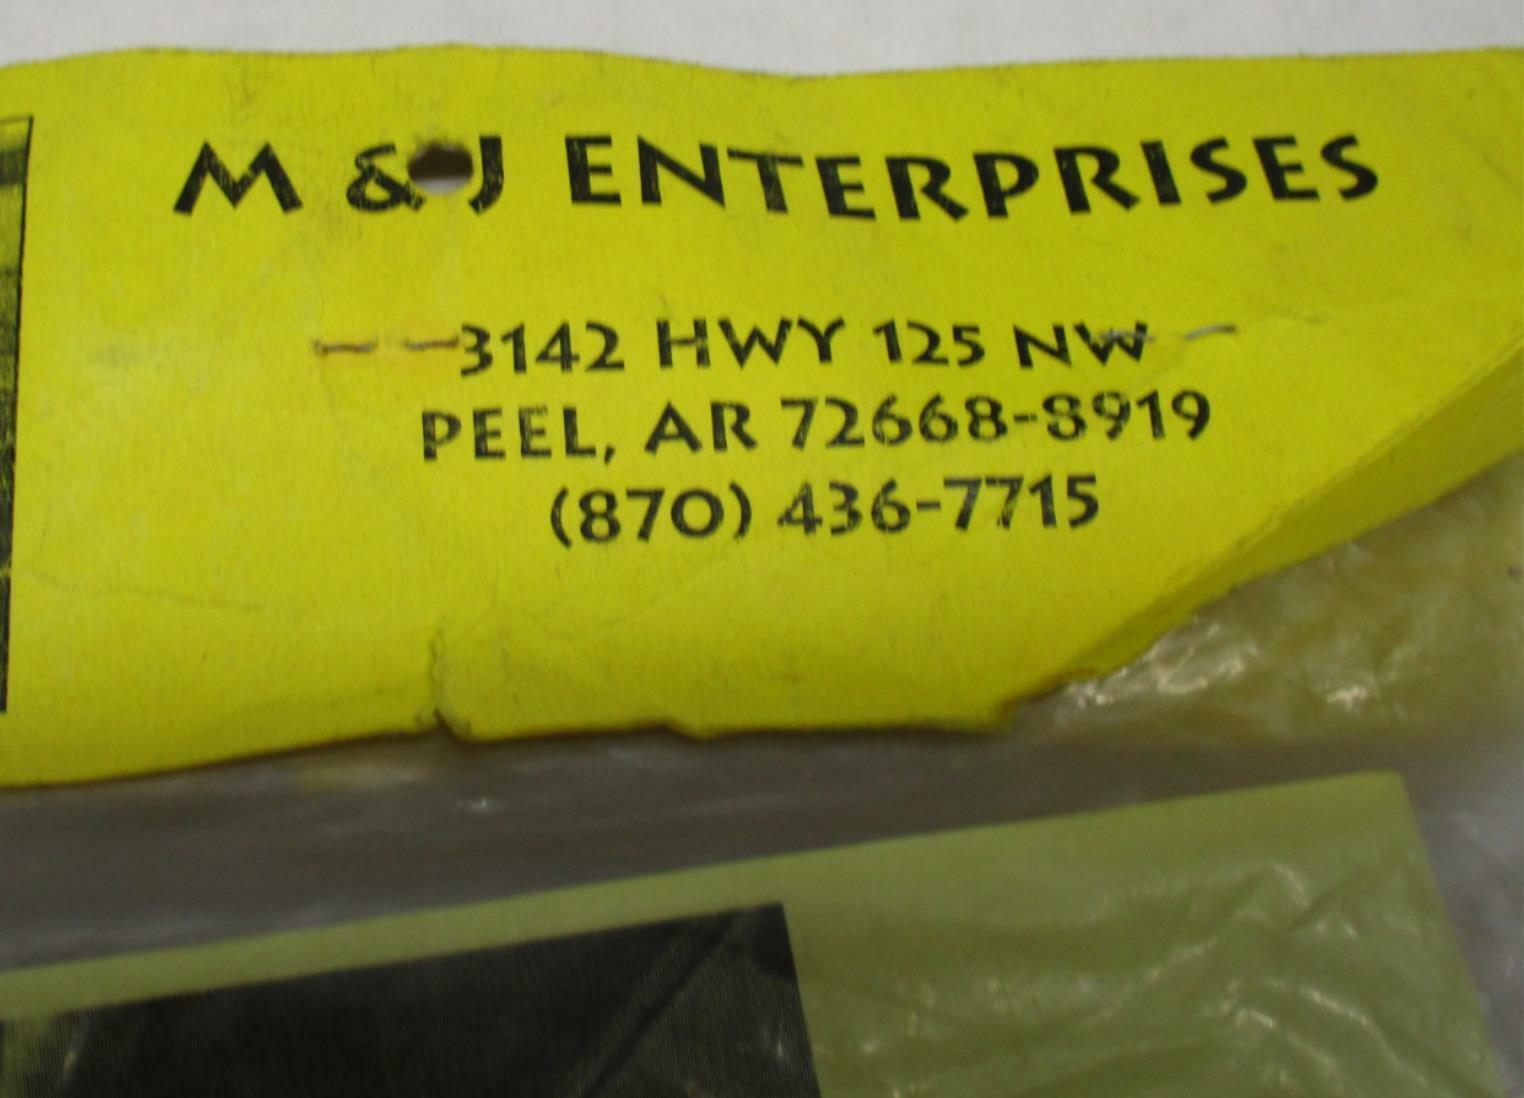 M & J ENTERPRISES
3142 HWY 125 NW
PEEL, AR 72668-8919
(870) 436-7715